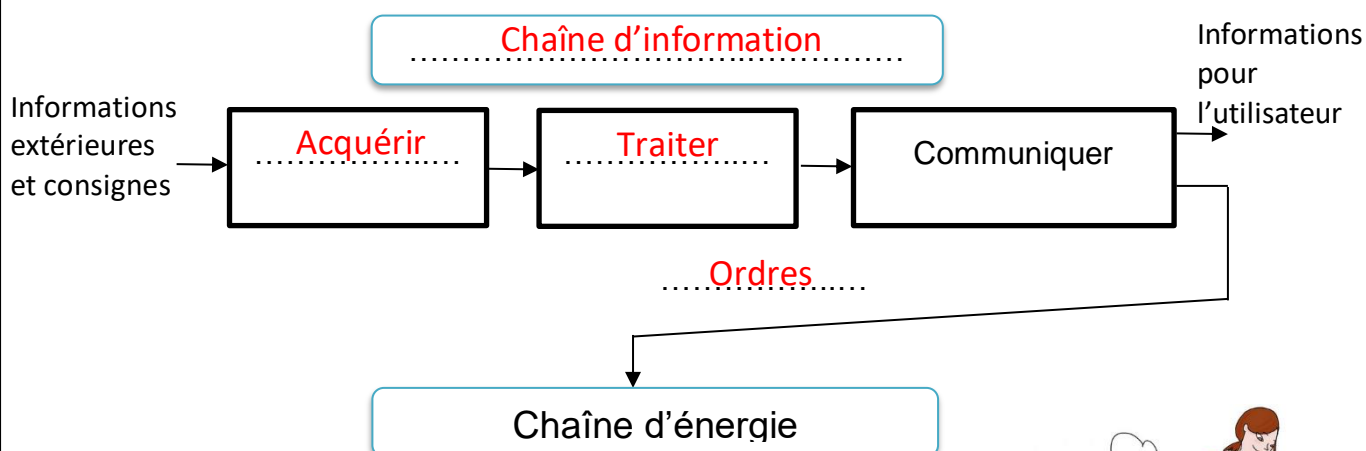 Chaîne d’information
Informations
pour
l’utilisateur
Informations
extérieures
et consignes
Acquérir
Traiter
Communiquer
Ordres
Chaîne d’énergie